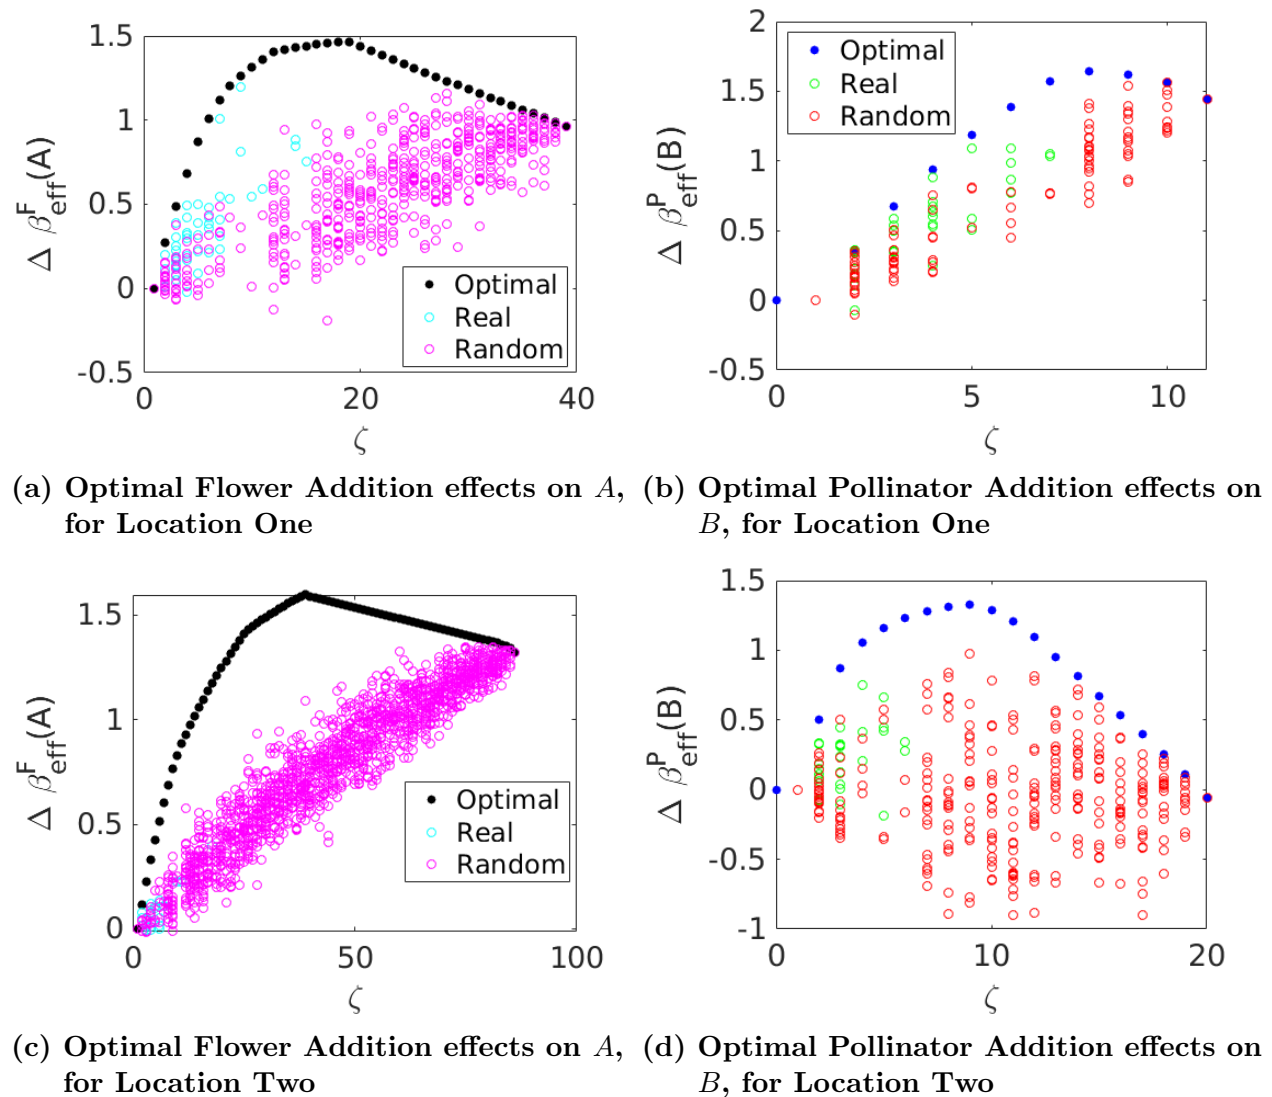 1.5
1
0.5
0
-0.5
0
20
40
Δ β^F_eff(A)
ζ
Optimal
Real
Random
2
1.5
1
0.5
0
-0.5
0
5
10
Δ β^P_eff(B)
ζ
Optimal
Real
Random
(a) Optimal Flower Addition effects on A,
for Location One
(b) Optimal Pollinator Addition effects on
B, for Location One
1.5
1
0.5
0
0
50
100
Δ β^F_eff(A)
ζ
Optimal
Real
Random
1.5
1
0.5
0
-0.5
-1
0
10
20
Δ β^P_eff(B)
ζ
Optimal
Real
Random
(c) Optimal Flower Addition effects on A,
for Location Two
(d) Optimal Pollinator Addition effects on
B, for Location Two